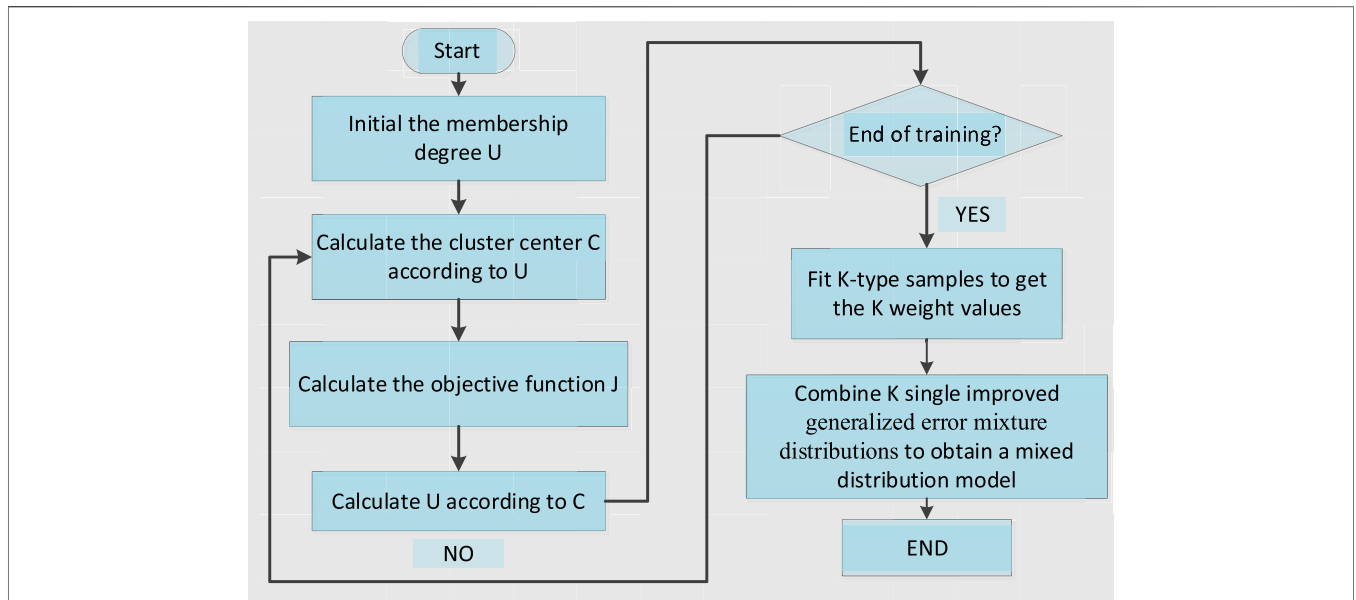 Start
Initial the membership
degree U
Calculate the cluster center C
according to U
Calculate the objective function J
Calculate U according to C
NO
End of training?
YES
Fit K-type samples to get
the K weight values
Combine K single improved
generalized error mixture
distributions to obtain a mixed
distribution model
END